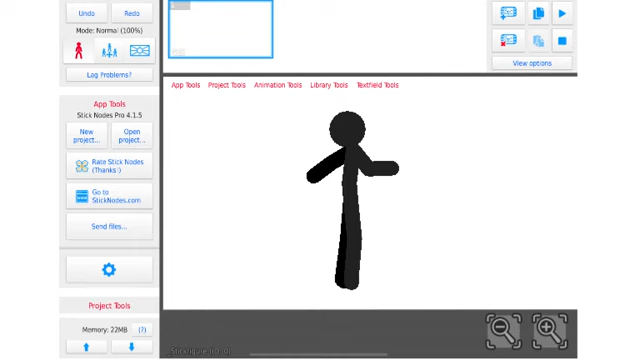 Undo Redo
Mode: Normal (100%)
Lag Problems?
App Tools
Stick Nodes Pro 4.1.5
New project...
Open project...
Rate Stick Nodes (Thanks!)
Go to StickNodes.com
Send files...
Project Tools
Memory: 22MB (?)
View options
App Tools Project Tools Animation Tools Library Tools Textfield Tools